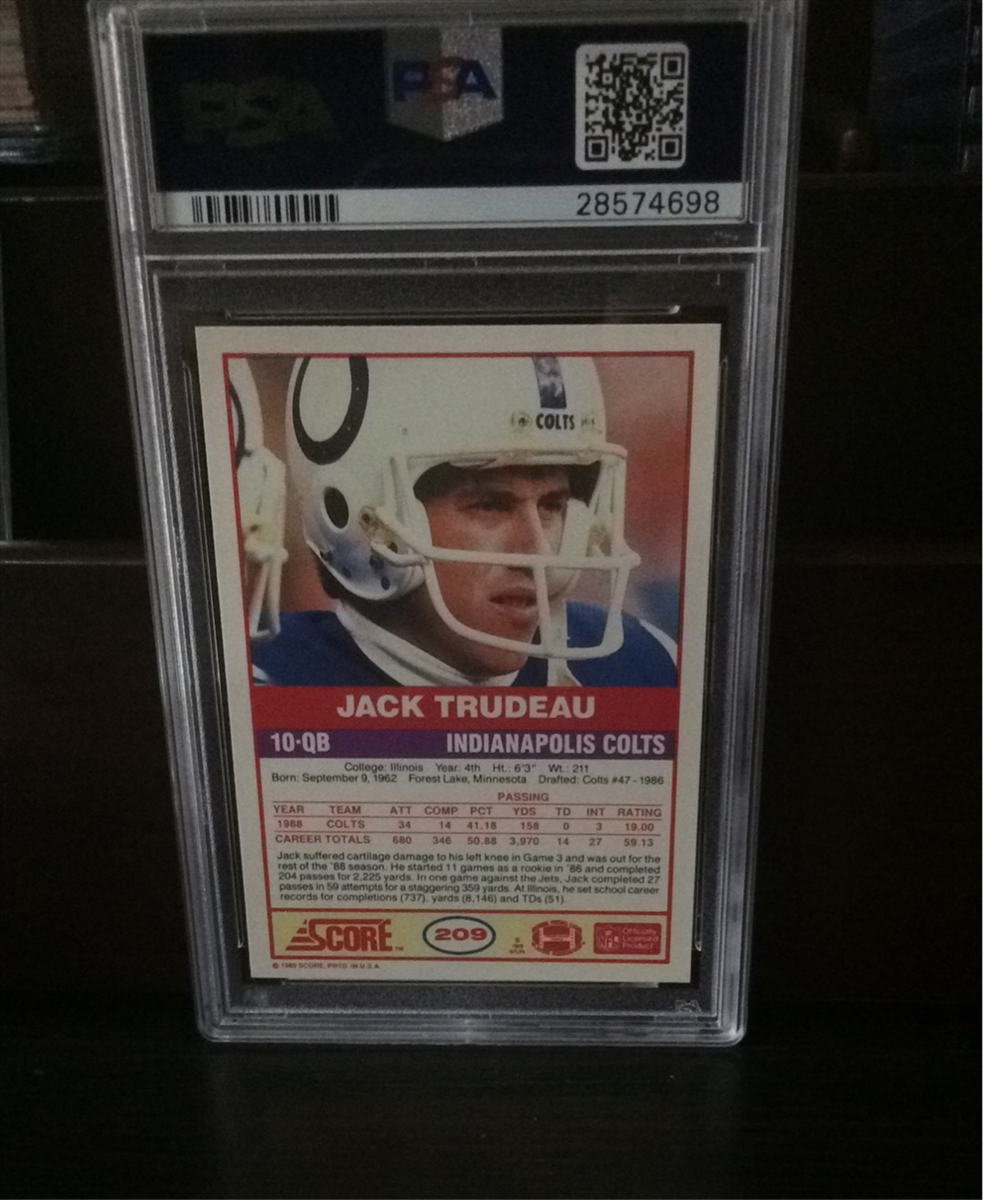 PSA
PSA
28574698
COLTS
JACK TRUDEAU
10·QB INDIANAPOLIS COLTS
College: Illinois Year: 4th Ht.: 6'3" Wt.: 211
Born: September 9, 1962 Forest Lake, Minnesota Drafted: Colts #47 - 1986
PASSING
YEAR TEAM ATT COMP PCT YDS TD INT RATING
1988 COLTS 34 14 41.18 158 0 3 19.00
CAREER TOTALS 680 346 50.88 3,970 14 27 59.13
Jack suffered cartilage damage to his left knee in Game 3 and was out for the
rest of the '88 season. He started 11 games as a rookie in '86 and completed
204 passes for 2,225 yards. In one game against the Jets, Jack completed 27
passes in 59 attempts for a staggering 359 yards. At Illinois, he set school career
records for completions (737), yards (8,146) and TDs (51).
SCORE™ 209
Officially
Licensed
Product
© 1989 SCORE, PRTD. IN U.S.A.